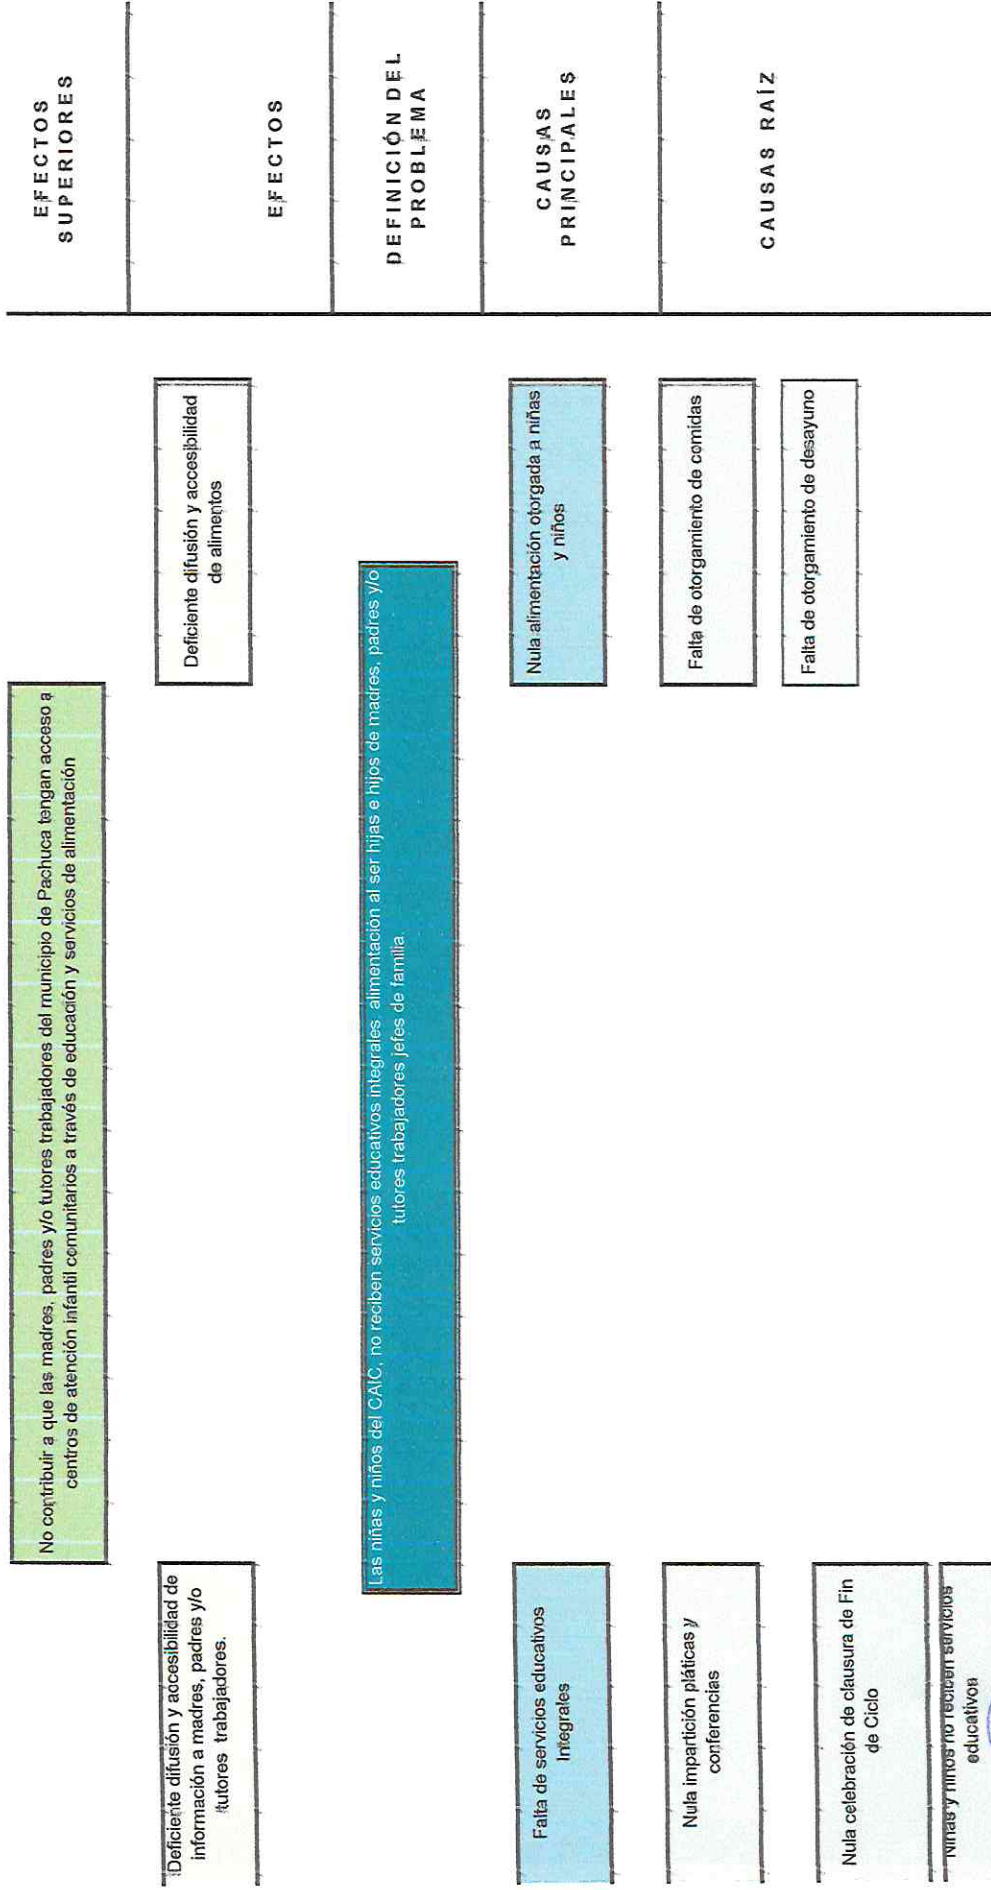 EFECTOS
SUPERIORES
No contribuir a que las madres, padres y/o tutores trabajadores del municipio de Pachuca tengan acceso a
centros de atención infantil comunitarios a través de educación y servicios de alimentación
EFECTOS
Deficiente difusión y accesibilidad de
información a madres, padres y/o
tutores trabajadores.
Deficiente difusión y accesibilidad
de alimentos
DEFINICIÓN DEL
PROBLEMA
Las niñas y niños del CAIC, no reciben servicios educativos integrales, alimentación al ser hijas e hijos de madres, padres y/o
tutores trabajadores jefes de familia.
CAUSAS
PRINCIPALES
Falta de servicios educativos
Integrales
Nula alimentación otorgada a niñas
y niños
CAUSAS RAÍZ
Nula impartición pláticas y
conferencias
Falta de otorgamiento de comidas
Nula celebración de clausura de Fin
de Ciclo
Falta de otorgamiento de desayuno
Niñas y niños no reciben servicios
educativos